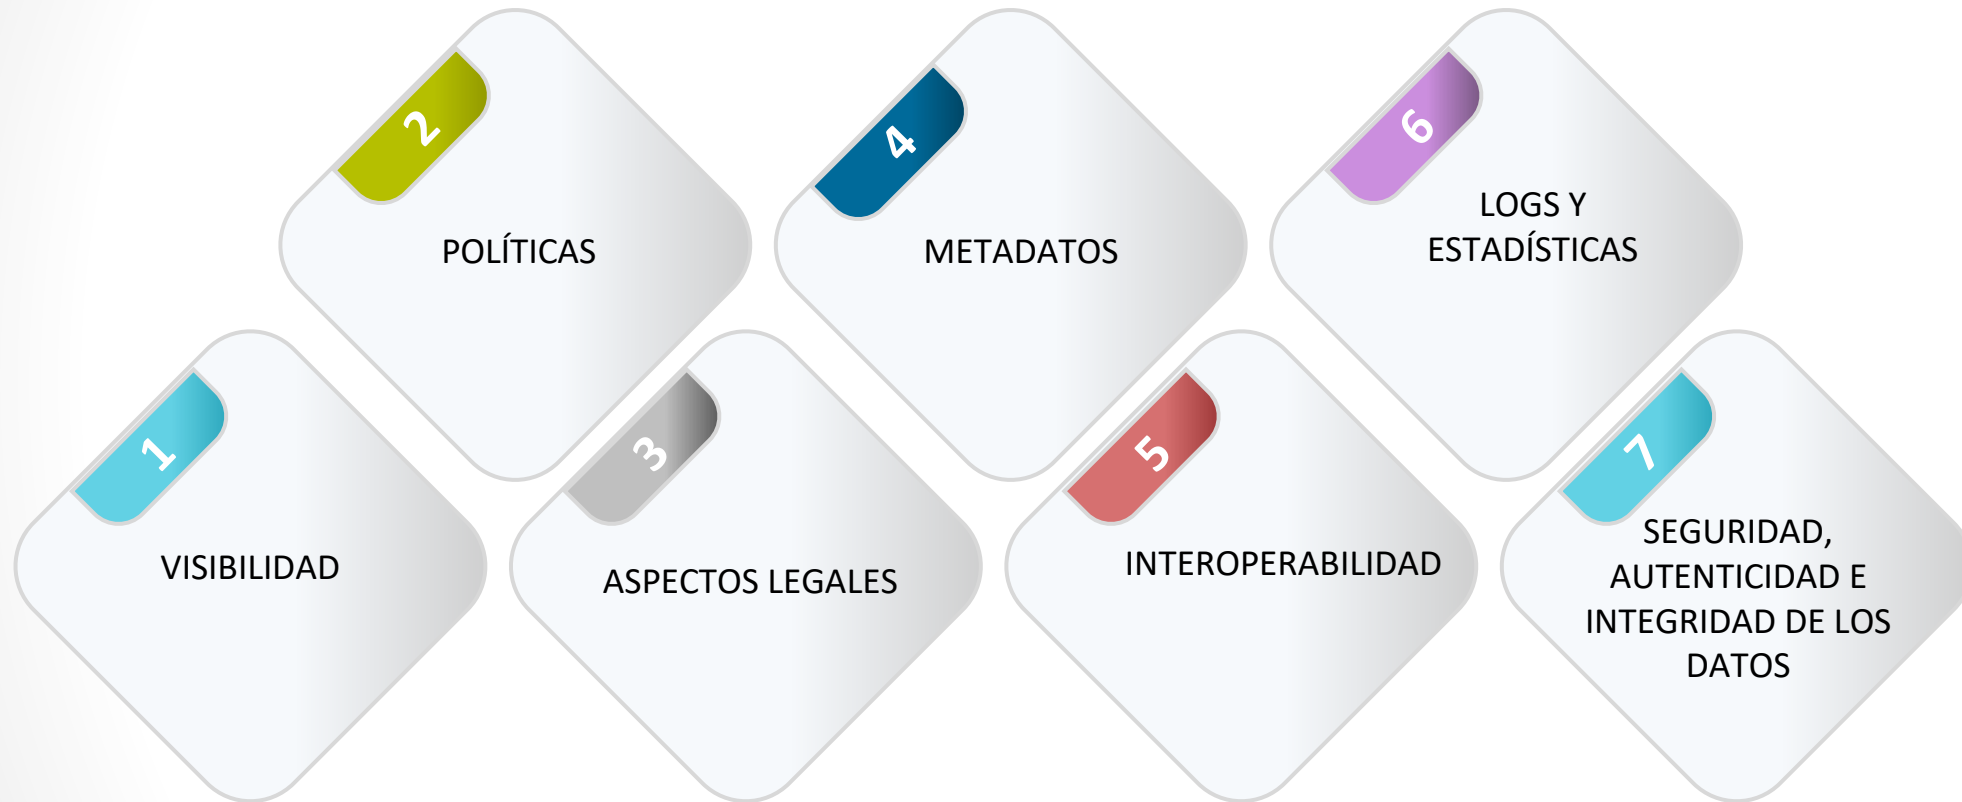 1
VISIBILIDAD
2
POLÍTICAS
3
ASPECTOS LEGALES
4
METADATOS
5
INTEROPERABILIDAD
6
LOGS Y
ESTADÍSTICAS
7
SEGURIDAD,
AUTENTICIDAD E
INTEGRIDAD DE LOS
DATOS